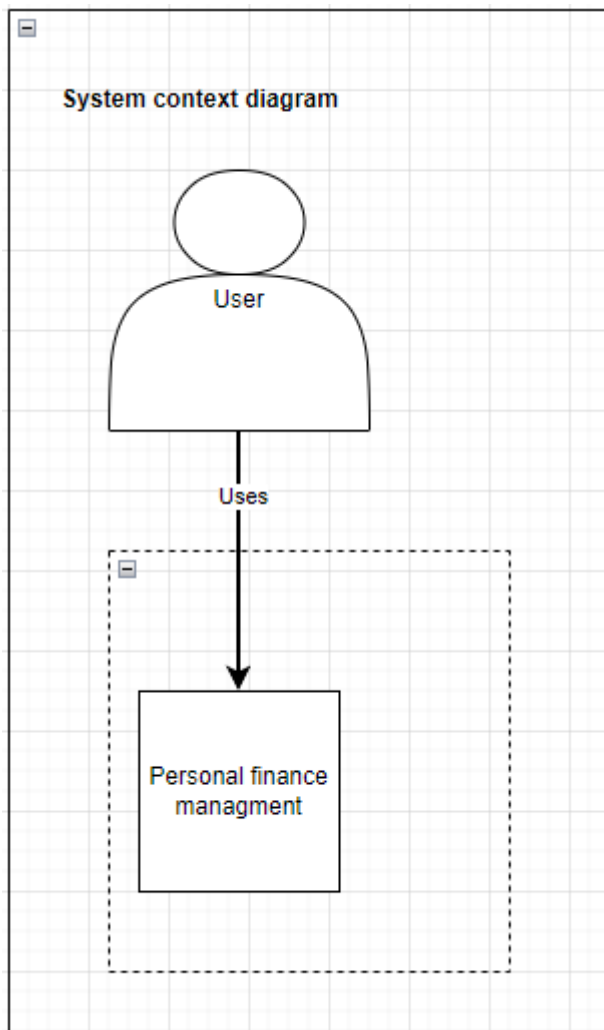 System context diagram
User
Uses
Personal finance
managment